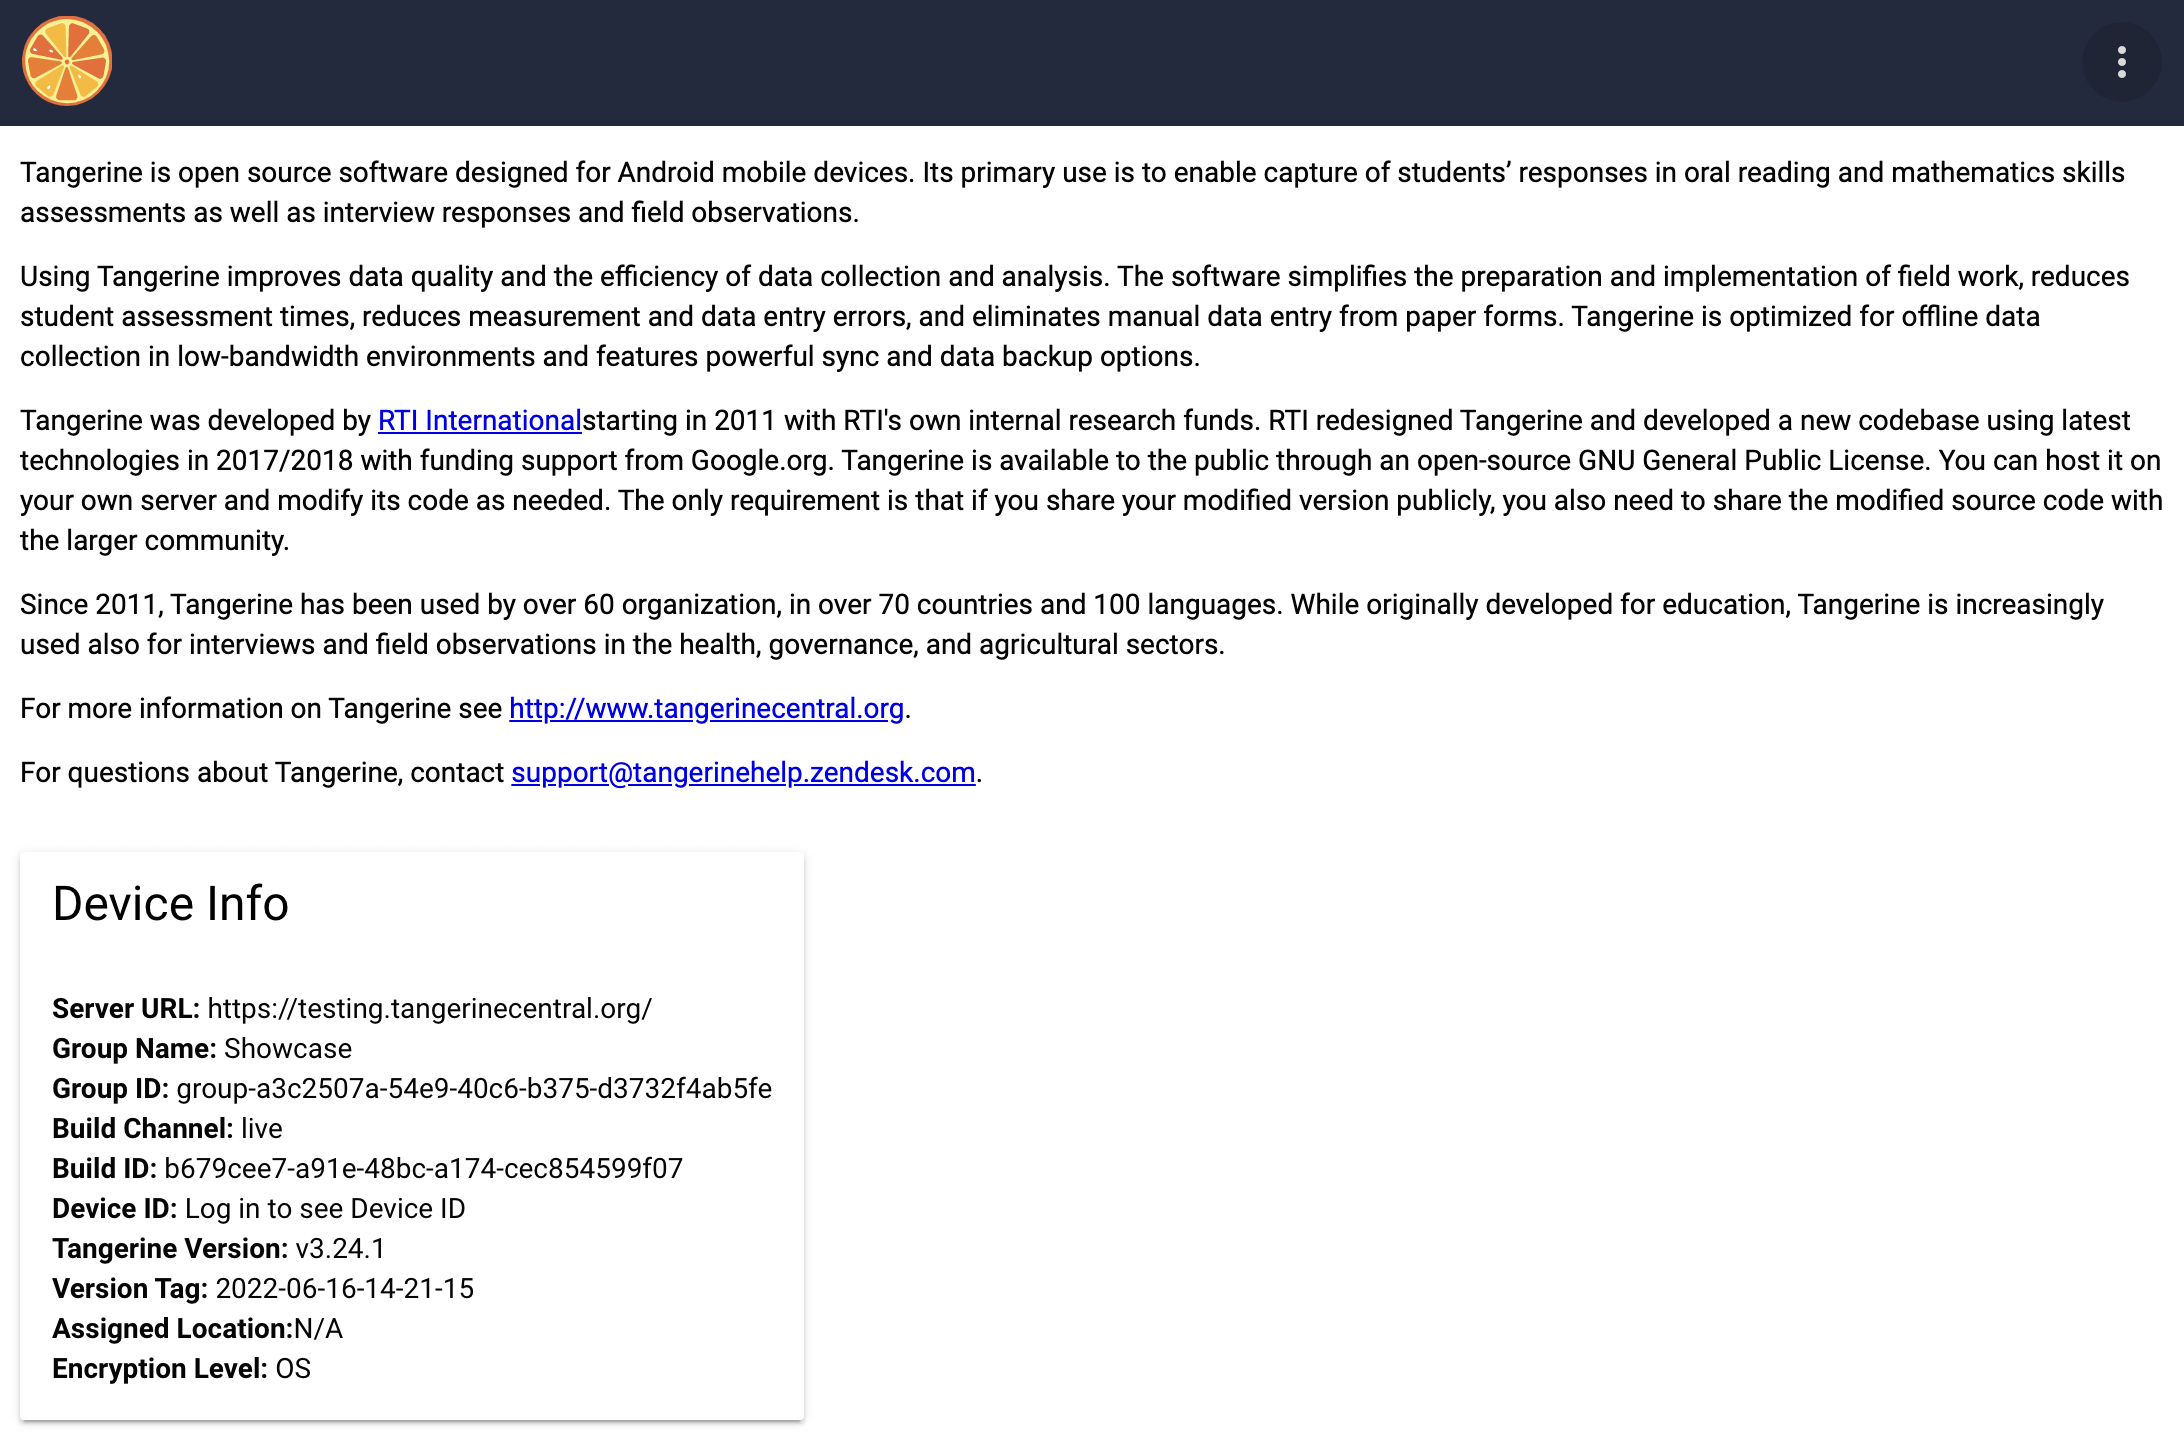 Tangerine is open source software designed for Android mobile devices. Its primary use is to enable capture of students’ responses in oral reading and mathematics skills
assessments as well as interview responses and field observations.
Using Tangerine improves data quality and the efficiency of data collection and analysis. The software simplifies the preparation and implementation of field work, reduces
student assessment times, reduces measurement and data entry errors, and eliminates manual data entry from paper forms. Tangerine is optimized for offline data
collection in low-bandwidth environments and features powerful sync and data backup options.
Tangerine was developed by RTI Internationalstarting in 2011 with RTI's own internal research funds. RTI redesigned Tangerine and developed a new codebase using latest
technologies in 2017/2018 with funding support from Google.org. Tangerine is available to the public through an open-source GNU General Public License. You can host it on
your own server and modify its code as needed. The only requirement is that if you share your modified version publicly, you also need to share the modified source code with
the larger community.
Since 2011, Tangerine has been used by over 60 organization, in over 70 countries and 100 languages. While originally developed for education, Tangerine is increasingly
used also for interviews and field observations in the health, governance, and agricultural sectors.
For more information on Tangerine see http://www.tangerinecentral.org.
For questions about Tangerine, contact support@tangerinehelp.zendesk.com.
Device Info
Server URL: https://testing.tangerinecentral.org/
Group Name: Showcase
Group ID: group-a3c2507a-54e9-40c6-b375-d3732f4ab5fe
Build Channel: live
Build ID: b679cee7-a91e-48bc-a174-cec854599f07
Device ID: Log in to see Device ID
Tangerine Version: v3.24.1
Version Tag: 2022-06-16-14-21-15
Assigned Location:N/A
Encryption Level: OS